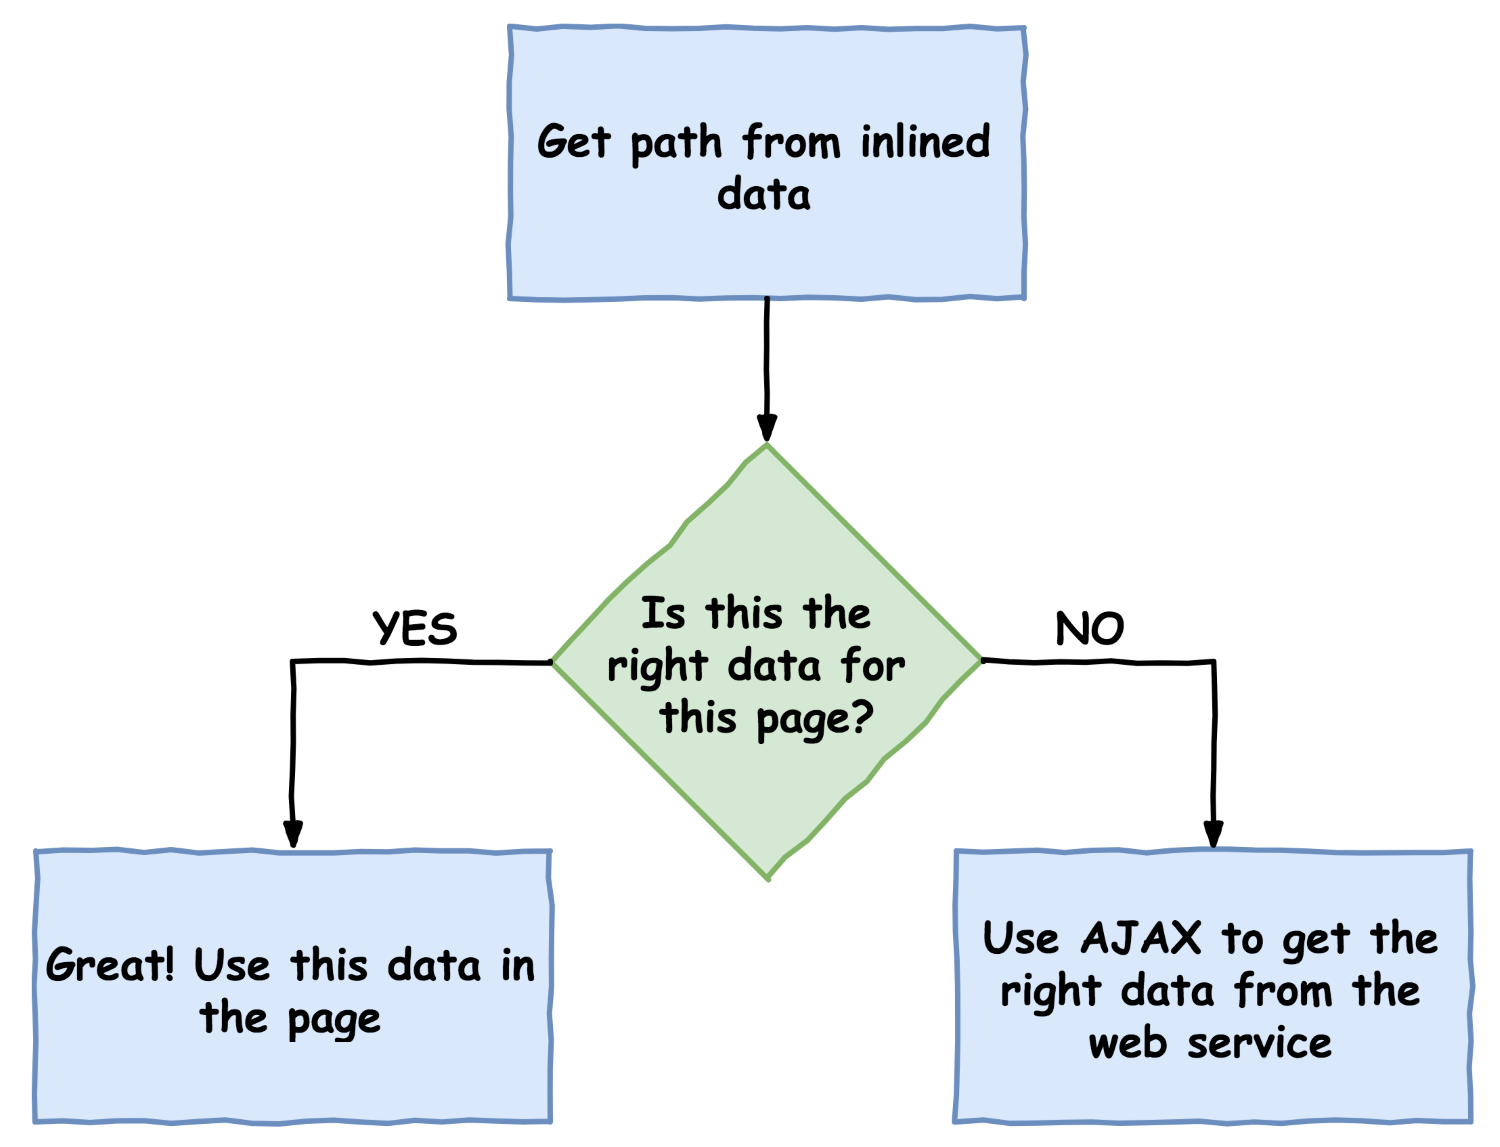 Get path from inlined
data
Is this the
right data for
this page?
YES
NO
Great! Use this data in
the page
Use AJAX to get the
right data from the
web service